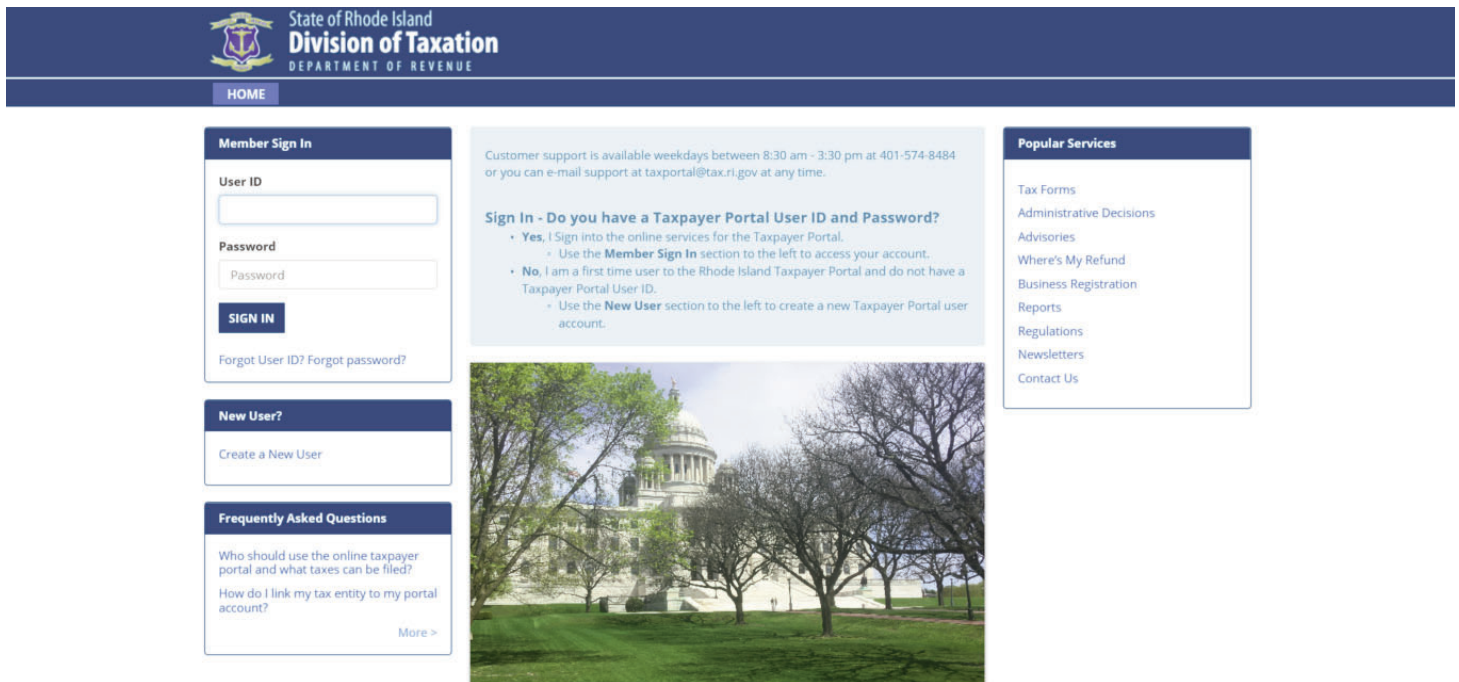 State of Rhode Island
Division of Taxation
DEPARTMENT OF REVENUE
HOME
Member Sign In
User ID
Password
Password
SIGN IN
Forgot User ID? Forgot password?
New User?
Create a New User
Frequently Asked Questions
Who should use the online taxpayer
portal and what taxes can be filed?
How do I link my tax entity to my portal
account?
More >
Customer support is available weekdays between 8:30 am - 3:30 pm at 401-574-8484
or you can e-mail support at taxportal@tax.ri.gov at any time.
Sign In - Do you have a Taxpayer Portal User ID and Password?
• Yes, I Sign into the online services for the Taxpayer Portal.
◦ Use the Member Sign In section to the left to access your account.
• No, I am a first time user to the Rhode Island Taxpayer Portal and do not have a
Taxpayer Portal User ID.
◦ Use the New User section to the left to create a new Taxpayer Portal user
account.
Popular Services
Tax Forms
Administrative Decisions
Advisories
Where's My Refund
Business Registration
Reports
Regulations
Newsletters
Contact Us